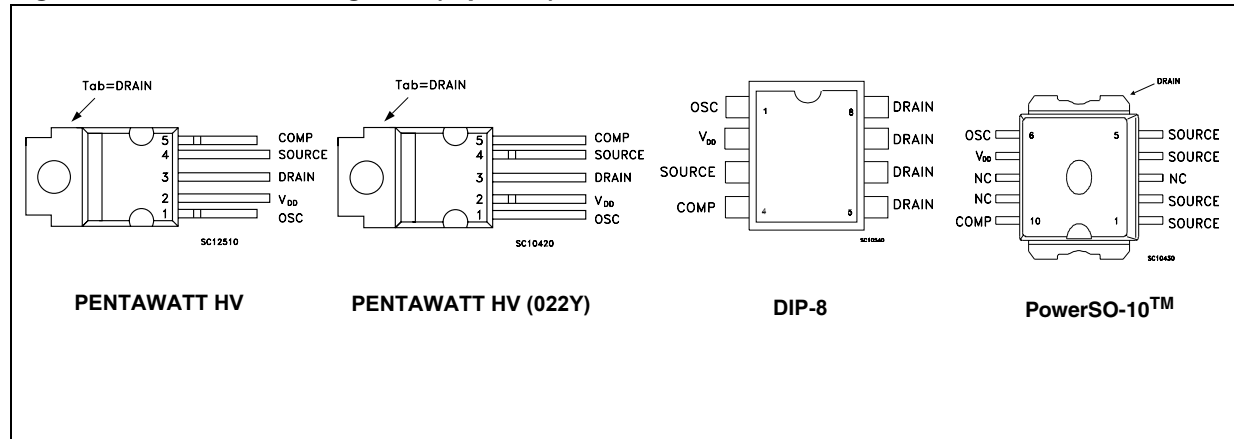 Tab=DRAIN
5 COMP
4 SOURCE
3 DRAIN
2 VDD
1 OSC
SC12510
PENTAWATT HV
Tab=DRAIN
5 COMP
4 SOURCE
3 DRAIN
2 VDD
1 OSC
SC10420
PENTAWATT HV (022Y)
OSC 1 8 DRAIN
VDD DRAIN
SOURCE DRAIN
COMP 4 5 DRAIN
SC10540
DIP-8
DRAIN
OSC 6 5 SOURCE
VDD SOURCE
NC NC
NC SOURCE
COMP 10 1 SOURCE
SC10430
PowerSO-10TM